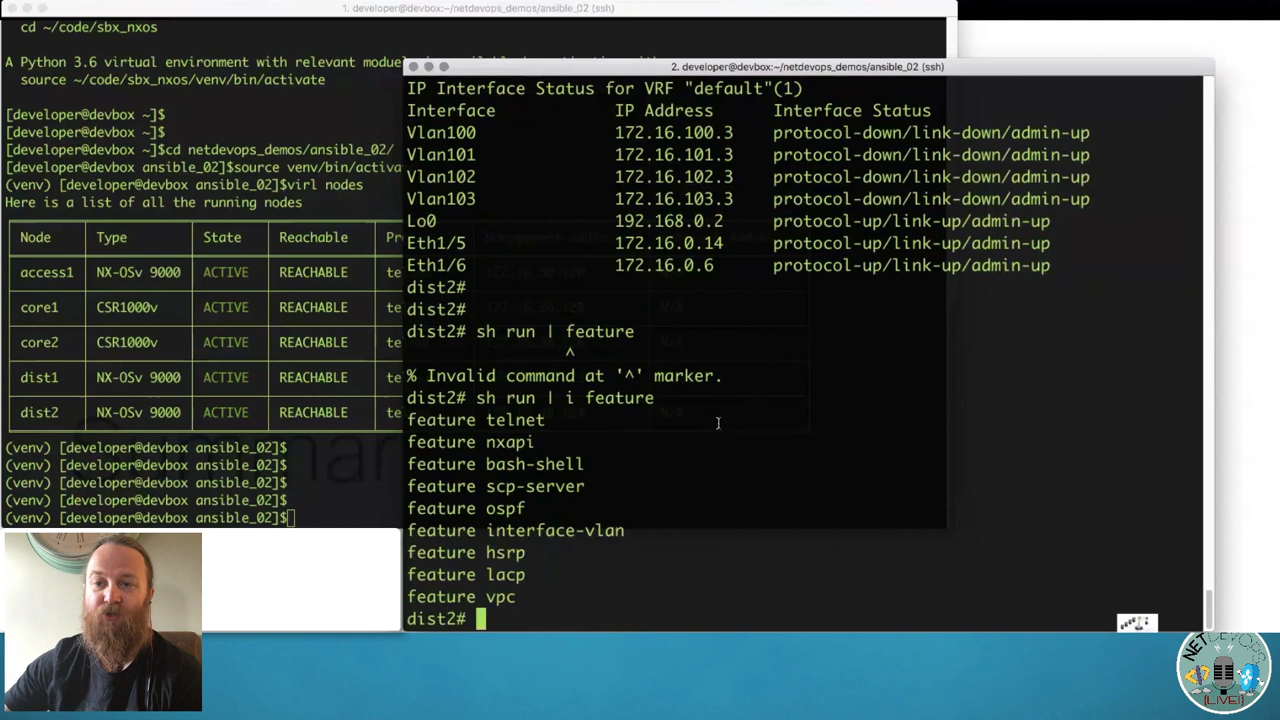 1. developer@devbox:~/netdevops_demos/ansible_02 (ssh)
cd ~/code/sbx_nxos
A Python 3.6 virtual environment with relevant
source ~/code/sbx_nxos/venv/bin/activate
[developer@devbox ~]$
[developer@devbox ~]$
[developer@devbox ~]$cd netdevops_demos/ansible_02/
[developer@devbox ansible_02]$source venv/bin/activa
(venv) [developer@devbox ansible_02]$virl nodes
Here is a list of all the running nodes
Node Type State Reachable Pr
access1 NX-OSv 9000 ACTIVE REACHABLE te
core1 CSR1000v ACTIVE REACHABLE te
core2 CSR1000v ACTIVE REACHABLE te
dist1 NX-OSv 9000 ACTIVE REACHABLE te
dist2 NX-OSv 9000 ACTIVE REACHABLE te
(venv) [developer@devbox ansible_02]$
(venv) [developer@devbox ansible_02]$
(venv) [developer@devbox ansible_02]$
(venv) [developer@devbox ansible_02]$
(venv) [developer@devbox ansible_02]$
2. developer@devbox:~/netdevops_demos/ansible_02 (ssh)
IP Interface Status for VRF "default"(1)
Interface IP Address Interface Status
Vlan100 172.16.100.3 protocol-down/link-down/admin-up
Vlan101 172.16.101.3 protocol-down/link-down/admin-up
Vlan102 172.16.102.3 protocol-down/link-down/admin-up
Vlan103 172.16.103.3 protocol-down/link-down/admin-up
Lo0 192.168.0.2 protocol-up/link-up/admin-up
Eth1/5 172.16.0.14 protocol-up/link-up/admin-up
Eth1/6 172.16.0.6 protocol-up/link-up/admin-up
dist2#
dist2#
dist2# sh run | feature
^
% Invalid command at '^' marker.
dist2# sh run | i feature
feature telnet
feature nxapi
feature bash-shell
feature scp-server
feature ospf
feature interface-vlan
feature hsrp
feature lacp
feature vpc
dist2#
NETDEVOPS
{LIVE!}